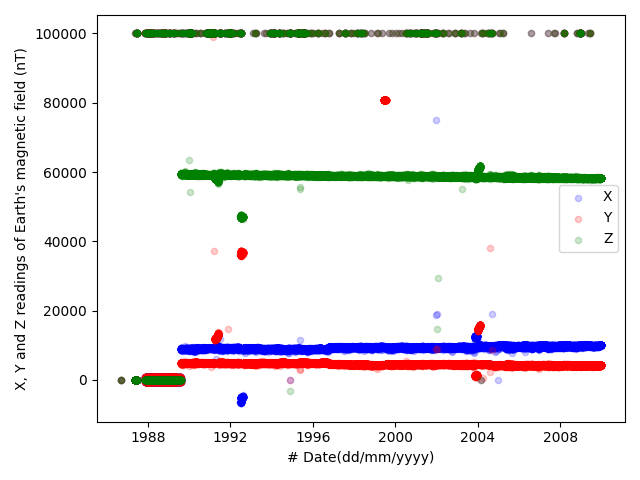 100000
80000
60000
40000
20000
0
X, Y and Z readings of Earth's magnetic field (nT)
X
Y
Z
1988 1992 1996 2000 2004 2008
# Date(dd/mm/yyyy)